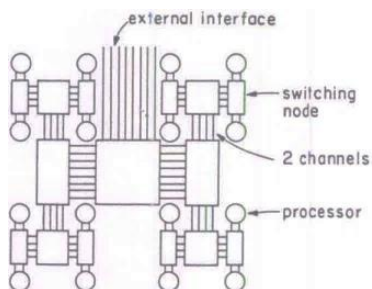 external interface
switching
node
2 channels
processor